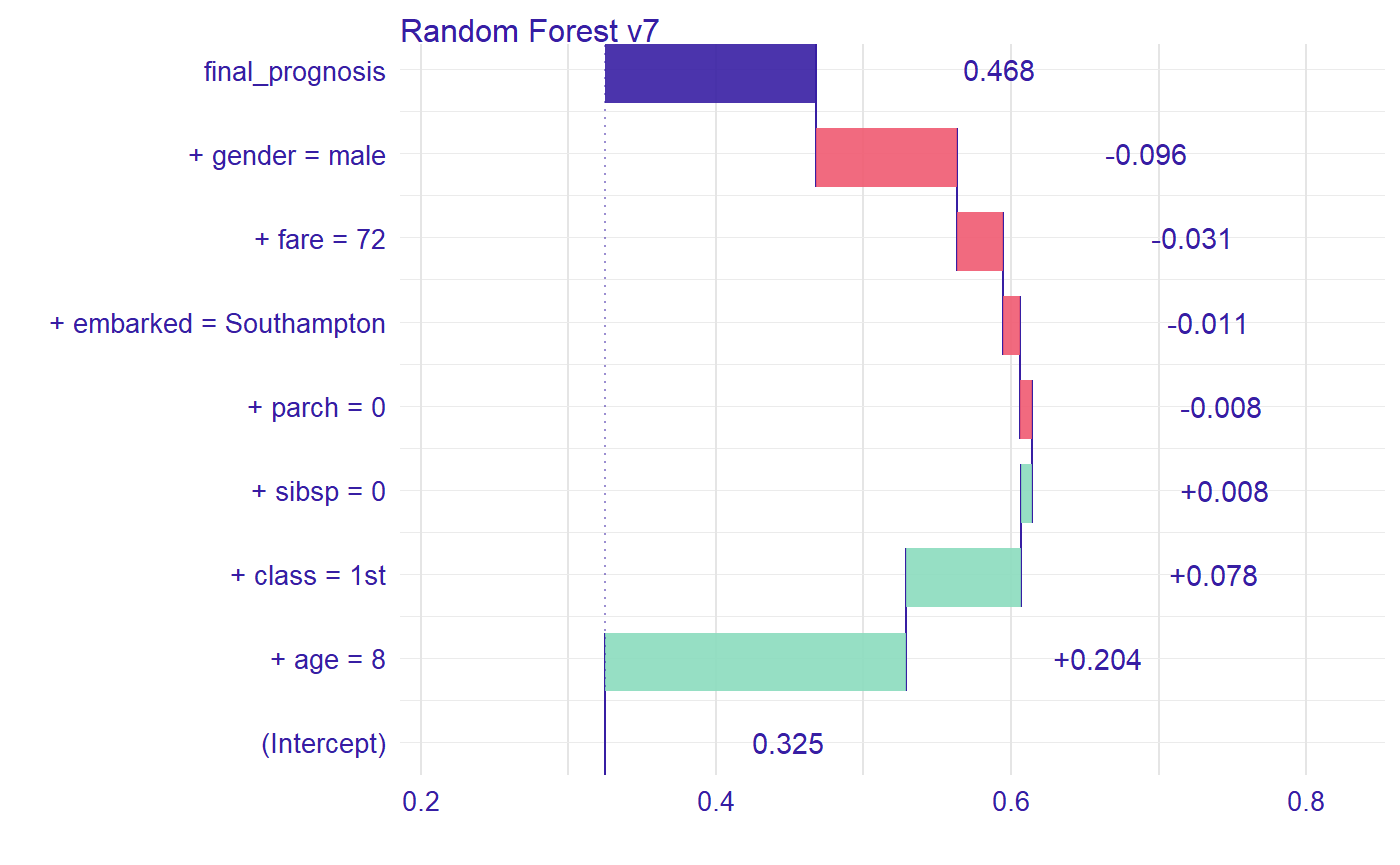 Random Forest v7
final_prognosis 0.468
+ gender = male -0.096
+ fare = 72 -0.031
+ embarked = Southampton -0.011
+ parch = 0 -0.008
+ sibsp = 0 +0.008
+ class = 1st +0.078
+ age = 8 +0.204
(Intercept) 0.325
0.2 0.4 0.6 0.8